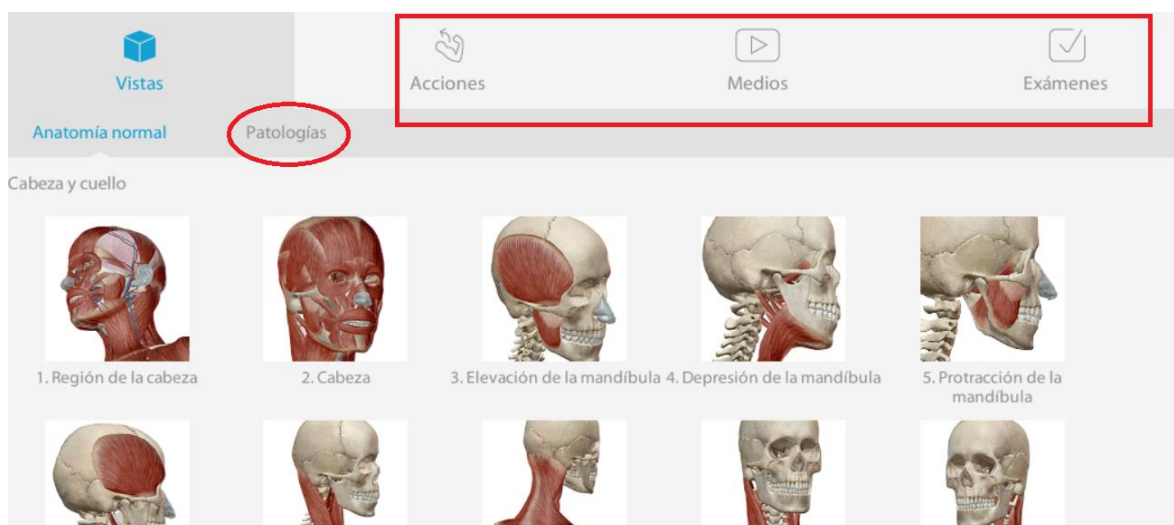 Vistas
Acciones
Medios
Exámenes
Anatomía normal
Patologías
Cabeza y cuello
1. Región de la cabeza
2. Cabeza
3. Elevación de la mandíbula
4. Depresión de la mandíbula
5. Protracción de la
mandíbula